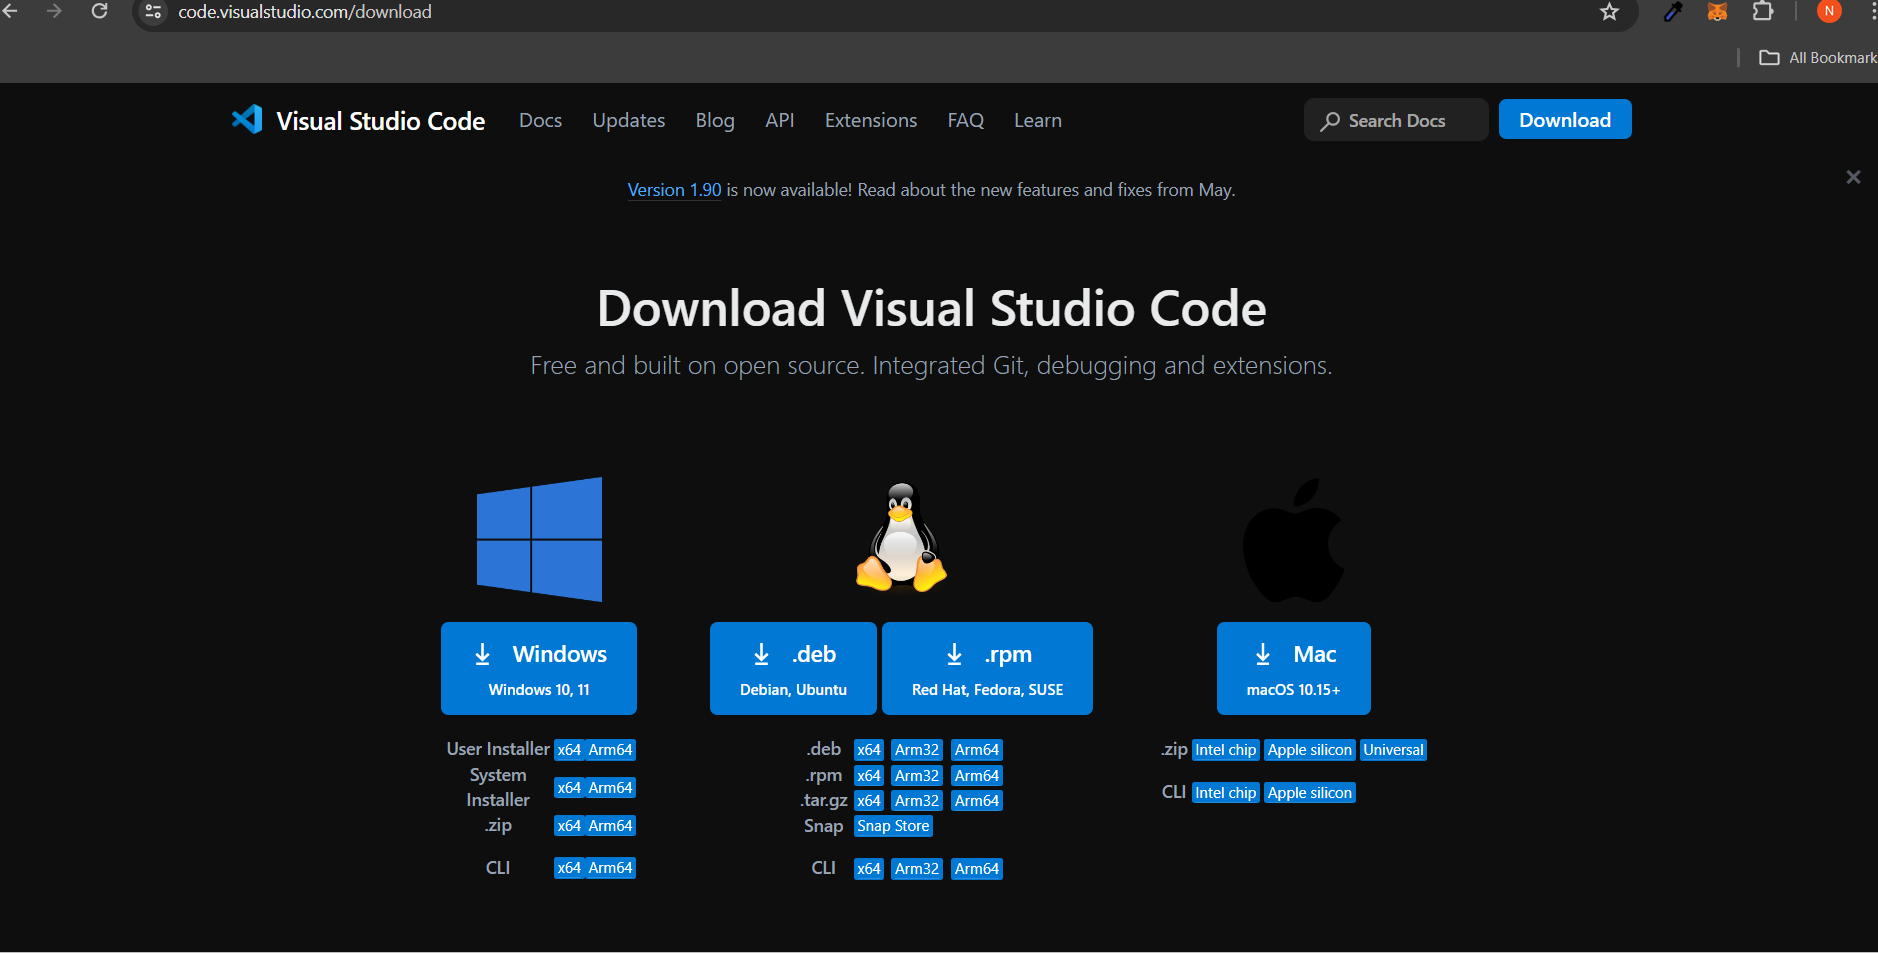 code.visualstudio.com/download
N
All Bookmark
Visual Studio Code Docs Updates Blog API Extensions FAQ Learn Search Docs Download
Version 1.90 is now available! Read about the new features and fixes from May.
Download Visual Studio Code
Free and built on open source. Integrated Git, debugging and extensions.
Windows
Windows 10, 11
User Installer x64 Arm64
System
Installer x64 Arm64
.zip x64 Arm64
CLI x64 Arm64
.deb
Debian, Ubuntu
.rpm
Red Hat, Fedora, SUSE
.deb x64 Arm32 Arm64
.rpm x64 Arm32 Arm64
.tar.gz x64 Arm32 Arm64
Snap Snap Store
CLI x64 Arm32 Arm64
Mac
macOS 10.15+
.zip Intel chip Apple silicon Universal
CLI Intel chip Apple silicon